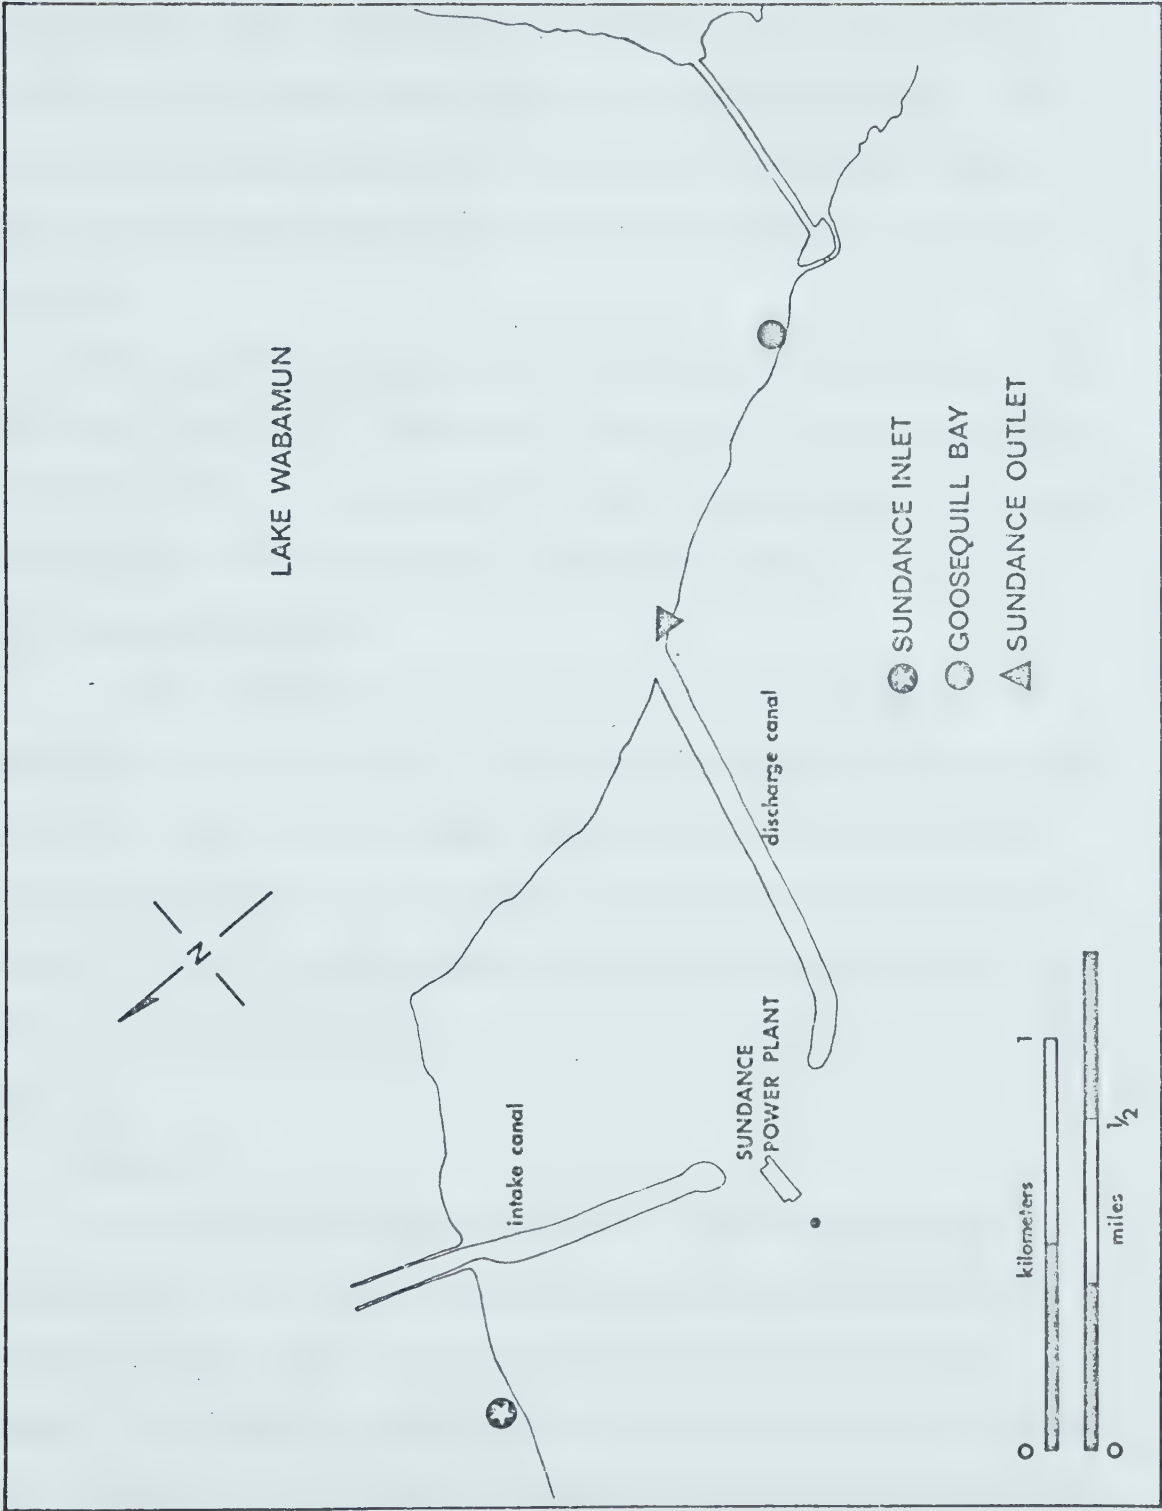 LAKE WABAMUN
N
intake canal
SUNDANCE
POWER PLANT
discharge canal
SUNDANCE INLET
GOOSEQUILL BAY
SUNDANCE OUTLET
0 kilometers 1
0 miles 1/2